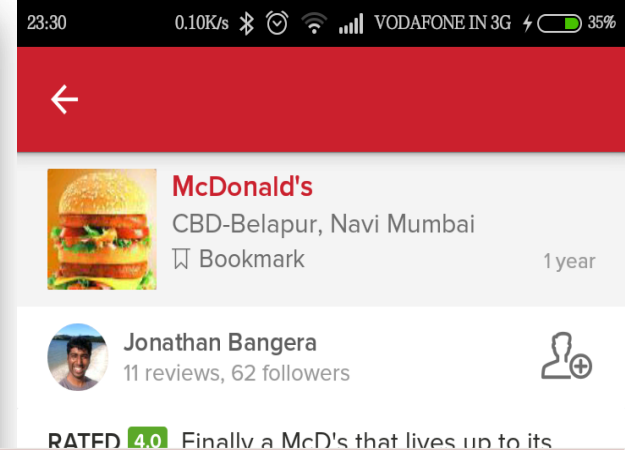 23:30 0.10K/s VODAFONE IN 3G 35%
McDonald's
CBD-Belapur, Navi Mumbai
Bookmark 1 year
Jonathan Bangera
11 reviews, 62 followers
RATED 4.0 Finally a McD's that lives up to its